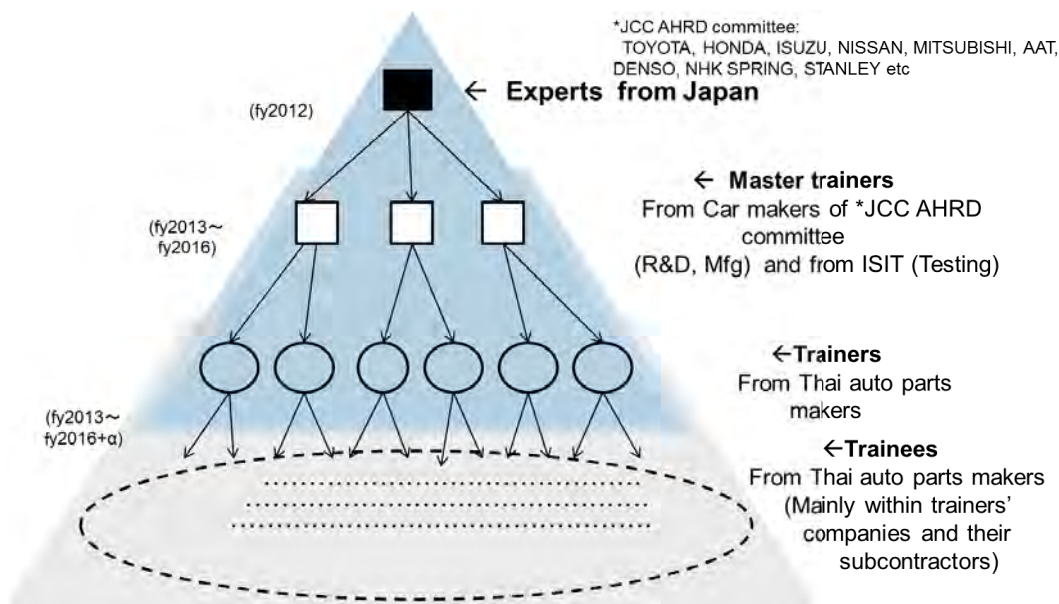 *JCC AHRD committee:
TOYOTA, HONDA, ISUZU, NISSAN, MITSUBISHI, AAT,
DENSO, NHK SPRING, STANLEY etc
← Experts from Japan
(fy2012)
← Master trainers
From Car makers of *JCC AHRD
committee
(R&D, Mfg) and from ISIT (Testing)
(fy2013～
fy2016)
←Trainers
From Thai auto parts
makers
(fy2013～
fy2016+α)
←Trainees
From Thai auto parts makers
(Mainly within trainers’
companies and their
subcontractors)